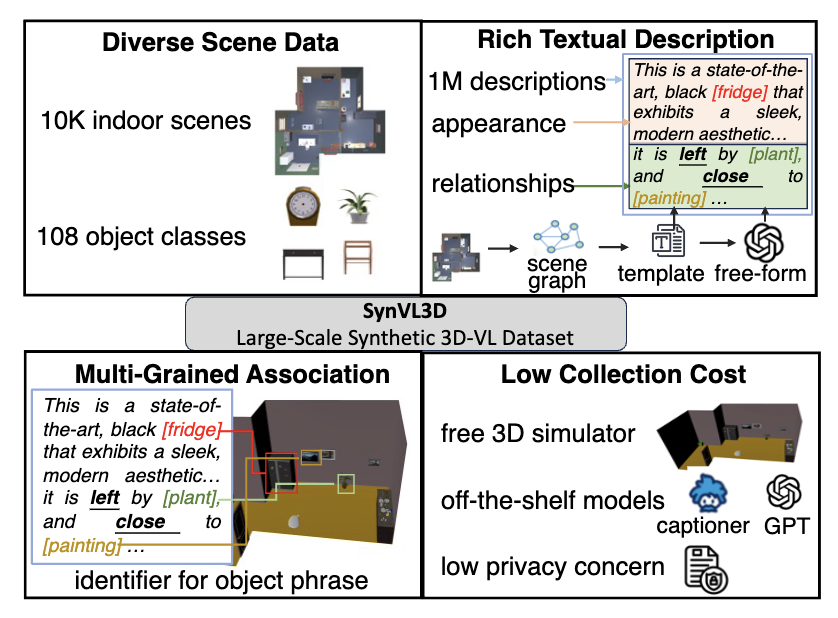 Diverse Scene Data
10K indoor scenes
108 object classes
Rich Textual Description
1M descriptions
appearance
relationships
This is a state-of-the-
art, black [fridge] that
exhibits a sleek,
modern aesthetic...
it is left by [plant],
and close to
[painting] ...
scene
graph
T
template
free-form
SynVL3D
Large-Scale Synthetic 3D-VL Dataset
Multi-Grained Association
This is a state-of-
the-art, black [fridge]
that exhibits a sleek,
modern aesthetic...
it is left by [plant],
and close to
[painting] ...
identifier for object phrase
Low Collection Cost
free 3D simulator
off-the-shelf models
captioner
GPT
low privacy concern